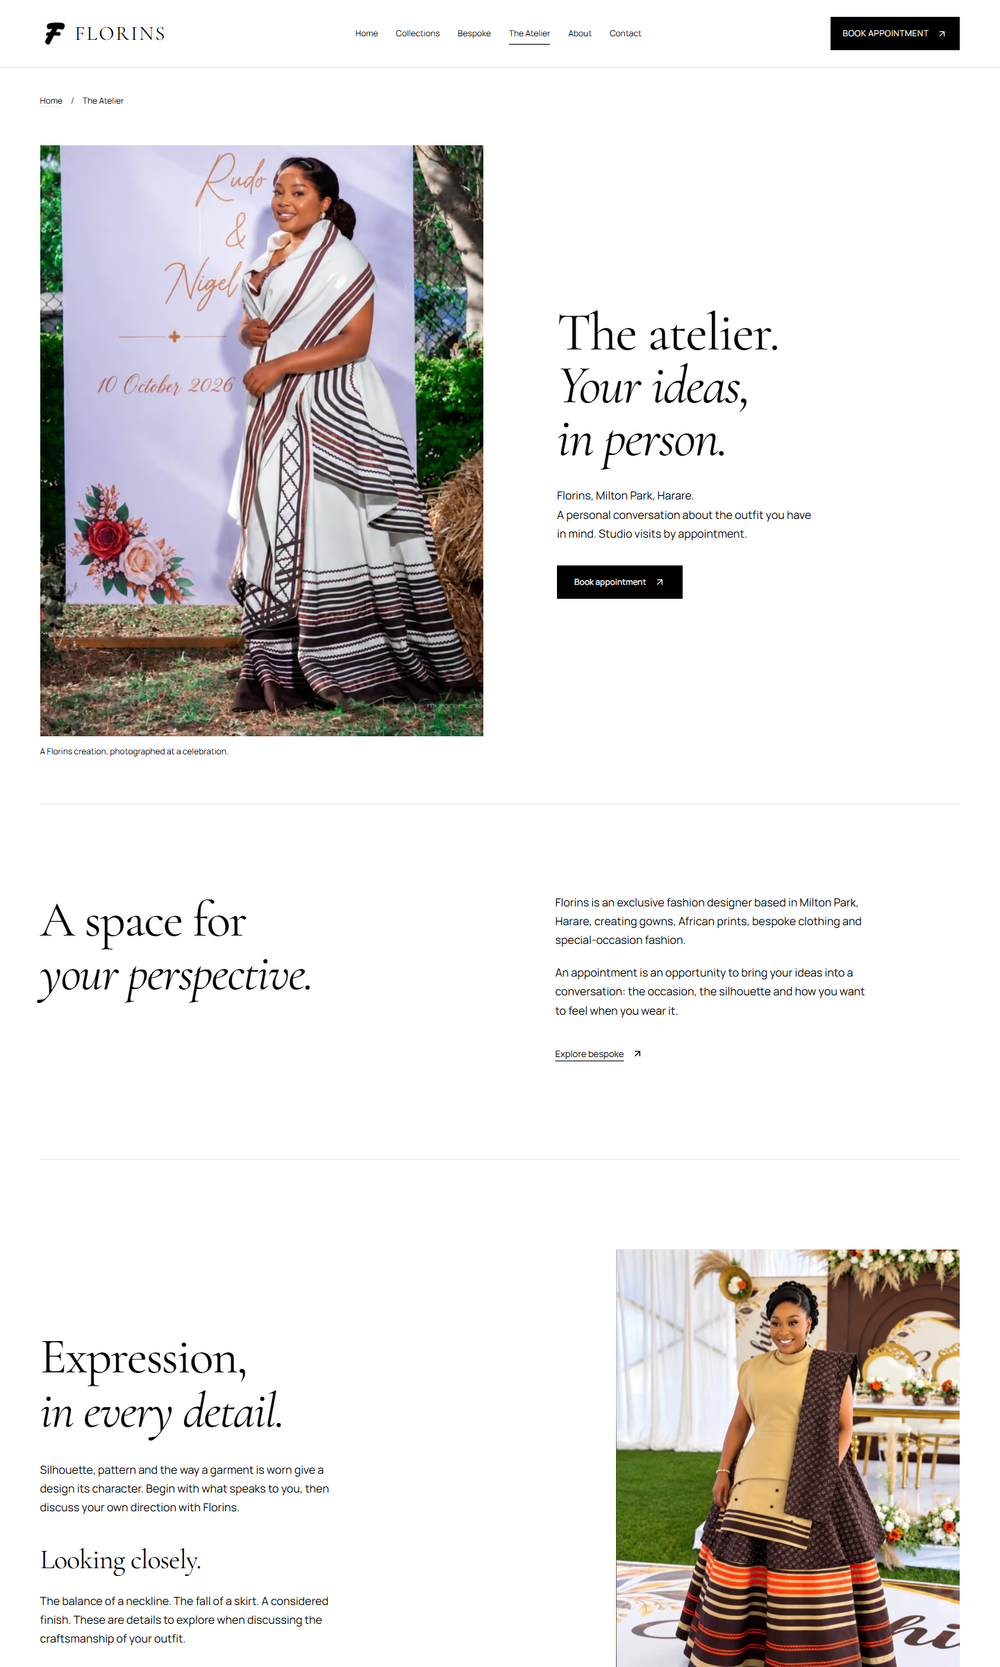 F FLORINS
Home Collections Bespoke The Atelier About Contact
BOOK APPOINTMENT
Home / The Atelier
Rudo
&
Nigel
10 October 2026
The atelier.
Your ideas,
in person.
Florins, Milton Park, Harare.
A personal conversation about the outfit you have
in mind. Studio visits by appointment.
Book appointment
A Florins creation, photographed at a celebration.
A space for
your perspective.
Florins is an exclusive fashion designer based in Milton Park,
Harare, creating gowns, African prints, bespoke clothing and
special-occasion fashion.
An appointment is an opportunity to bring your ideas into a
conversation: the occasion, the silhouette and how you want
to feel when you wear it.
Explore bespoke
Expression,
in every detail.
Silhouette, pattern and the way a garment is worn give a
design its character. Begin with what speaks to you, then
discuss your own direction with Florins.
Looking closely.
The balance of a neckline. The fall of a skirt. A considered
finish. These are details to explore when discussing the
craftsmanship of your outfit.